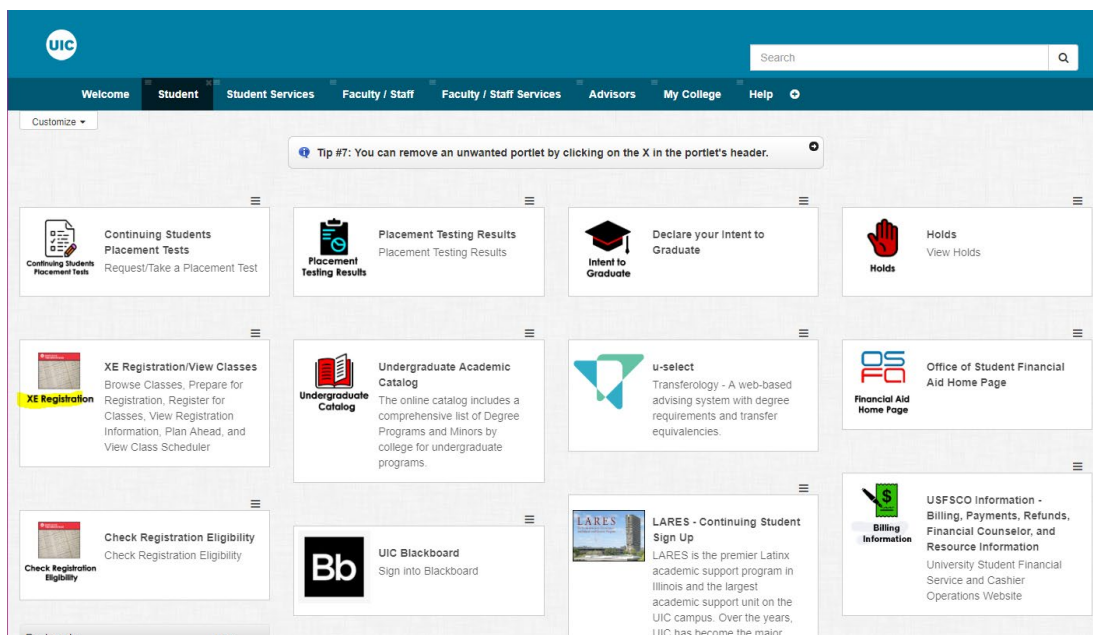 UIC
Search
Welcome Student Student Services Faculty / Staff Faculty / Staff Services Advisors My College Help
Customize
Tip #7: You can remove an unwanted portlet by clicking on the X in the portlet's header.
Continuing Students
Placement Tests
Continuing Students
Placement Tests
Request/Take a Placement Test
Placement
Testing Results
Placement Testing Results
Placement Testing Results
Intent to
Graduate
Declare your Intent to
Graduate
Holds
Holds
View Holds
XE Registration
XE Registration/View Classes
Browse Classes, Prepare for
Registration, Register for
Classes, View Registration
Information, Plan Ahead, and
View Class Scheduler
Undergraduate
Catalog
Undergraduate Academic
Catalog
The online catalog includes a
comprehensive list of Degree
Programs and Minors by
college for undergraduate
programs.
u-select
Transferology - A web-based
advising system with degree
requirements and transfer
equivalencies.
OSFA
Financial Aid
Home Page
Office of Student Financial
Aid Home Page
Check Registration
Eligibility
Check Registration Eligibility
Check Registration Eligibility
Bb
UIC Blackboard
Sign into Blackboard
LARES
LARES - Continuing Student
Sign Up
LARES is the premier Latinx
academic support program in
Illinois and the largest
academic support unit on the
UIC campus. Over the years,
UIC has become the major
$
Billing
Information
USFSCO Information -
Billing, Payments, Refunds,
Financial Counselor, and
Resource Information
University Student Financial
Service and Cashier
Operations Website